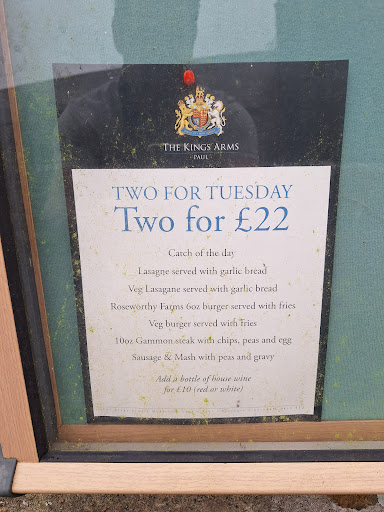 THE KINGS ARMS
- PAUL -
TWO FOR TUESDAY
Two for £22
Catch of the day
Lasagne served with garlic bread
Veg Lasagane served with garlic bread
Roseworthy Farms 6oz burger served with fries
Veg burger served with fries
10oz Gammon steak with chips, peas and egg
Sausage & Mash with peas and gravy
Add a bottle of house wine
for £10 (red or white)